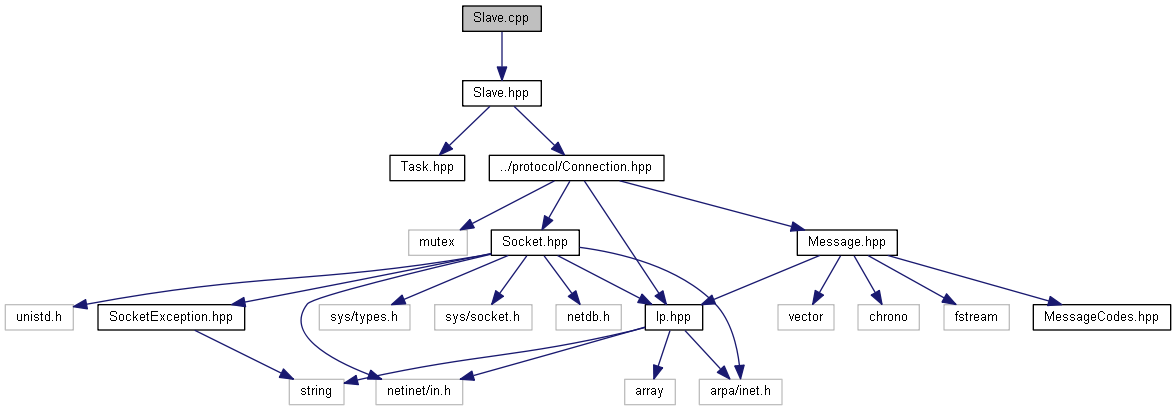 Slave.cpp
Slave.hpp
Task.hpp
../protocol/Connection.hpp
mutex
Socket.hpp
Message.hpp
unistd.h
SocketException.hpp
sys/types.h
sys/socket.h
netdb.h
Ip.hpp
vector
chrono
fstream
MessageCodes.hpp
string
netinet/in.h
array
arpa/inet.h